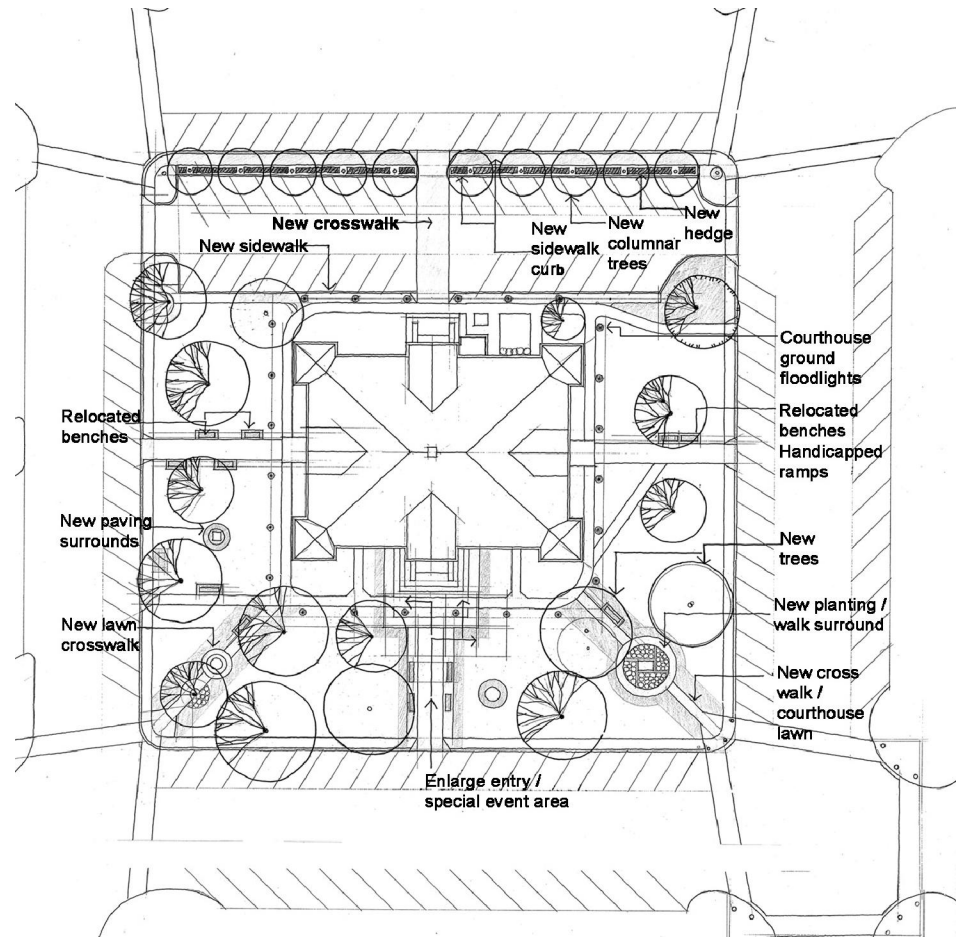 New crosswalk
New sidewalk
New
sidewalk
curb
New
columnar
trees
New
hedge
Courthouse
ground
floodlights
Relocated
benches
Relocated
benches
Handicapped
ramps
New paving
surrounds
New
trees
New lawn
crosswalk
New planting /
walk surround
New cross
walk /
courthouse
lawn
Enlarge entry /
special event area